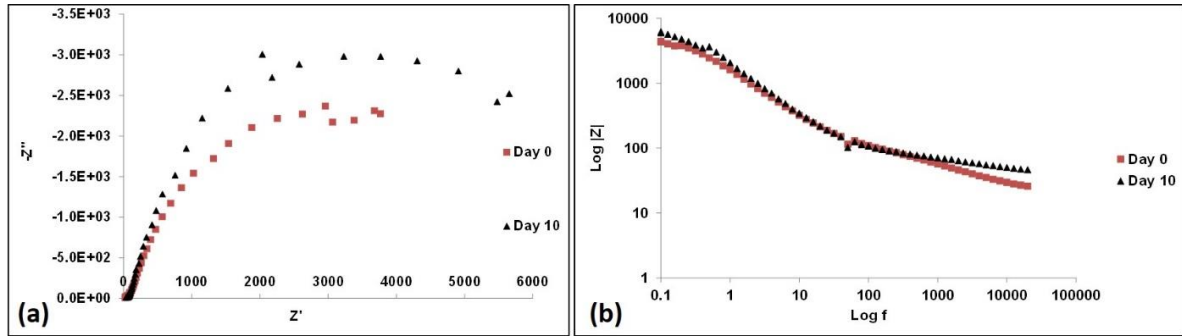 -3.5E+03
-3.0E+03
-2.5E+03
-2.0E+03
-1.5E+03
-1.0E+03
-5.0E+02
0.0E+00
-Z"
0 1000 2000 3000 4000 5000 6000
Z'
Day 0
Day 10
(a)
10000
1000
100
10
1
Log |Z|
0.1 1 10 100 1000 10000 100000
Log f
Day 0
Day 10
(b)